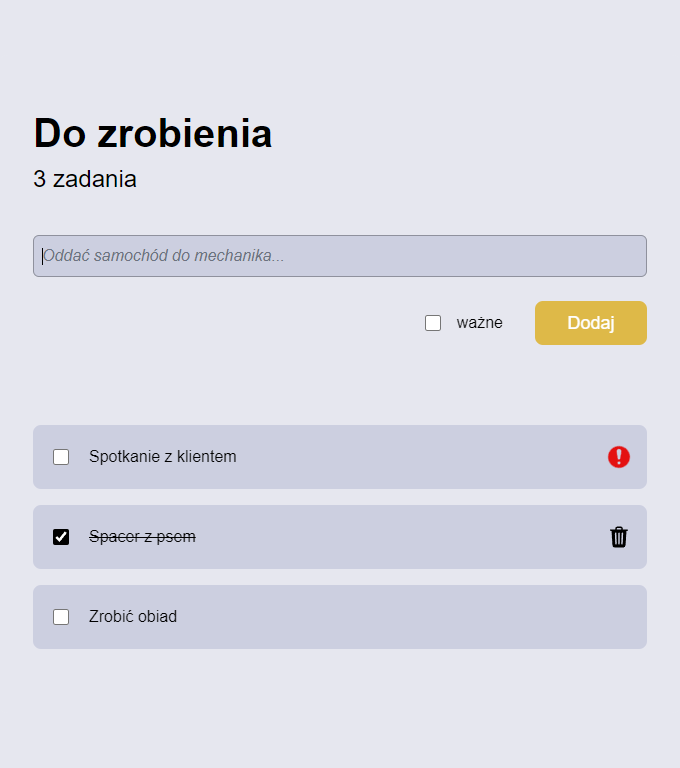 Do zrobienia
3 zadania
Oddać samochód do mechanika...
ważne
Dodaj
Spotkanie z klientem
Spacer z psem
Zrobić obiad